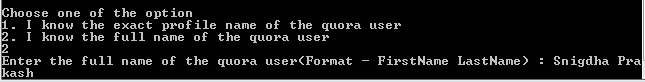 Choose one of the option
1. I know the exact profile name of the quora user
2. I know the full name of the quora user
2
Enter the full name of the quora user(Format - FirstName LastName) : Snigdha Pra
kash